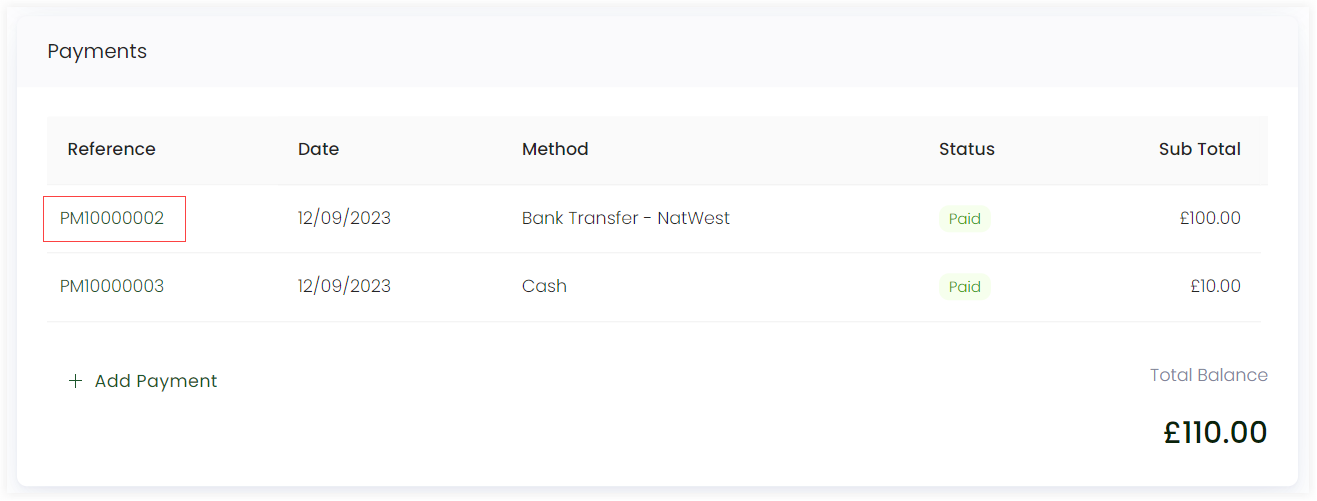 Payments
Reference Date Method Status Sub Total
PM10000002 12/09/2023 Bank Transfer - NatWest Paid £100.00
PM10000003 12/09/2023 Cash Paid £10.00
+ Add Payment Total Balance
£110.00